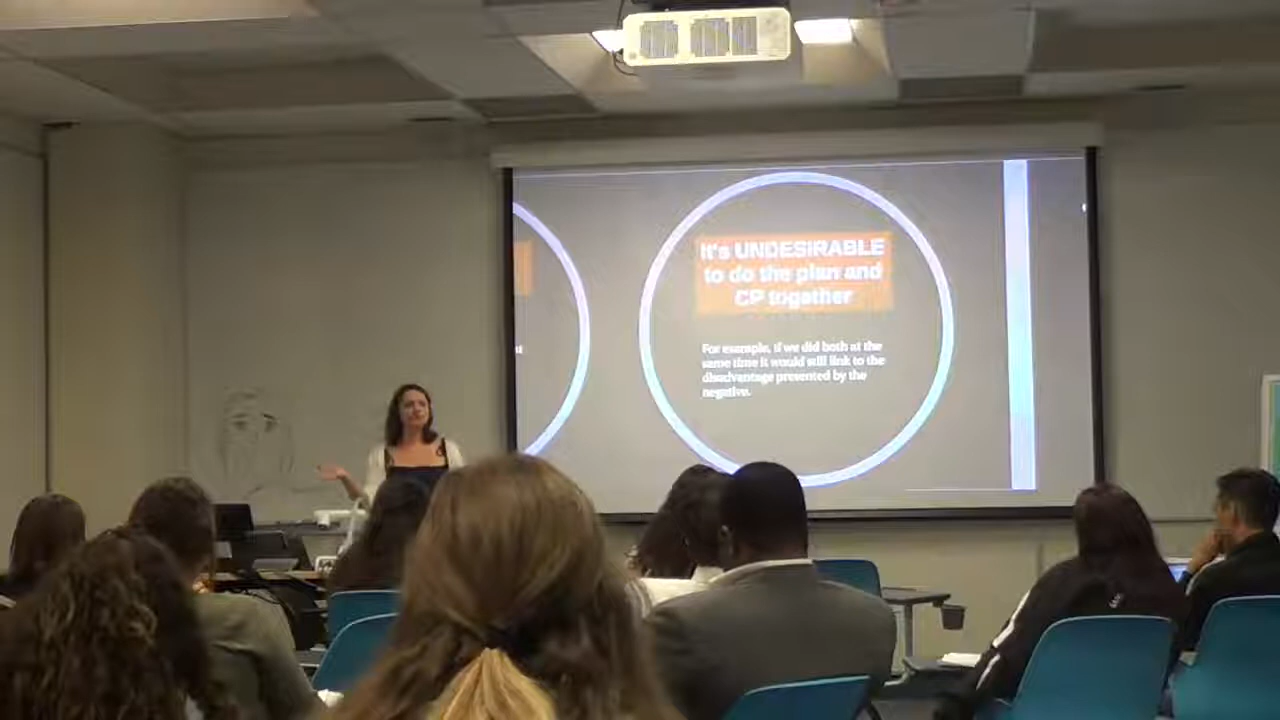 It's UNDESIRABLE
to do the plan and
CP together
For example, if we did both at the
same time it would still link to the
disadvantage presented by the
negative.